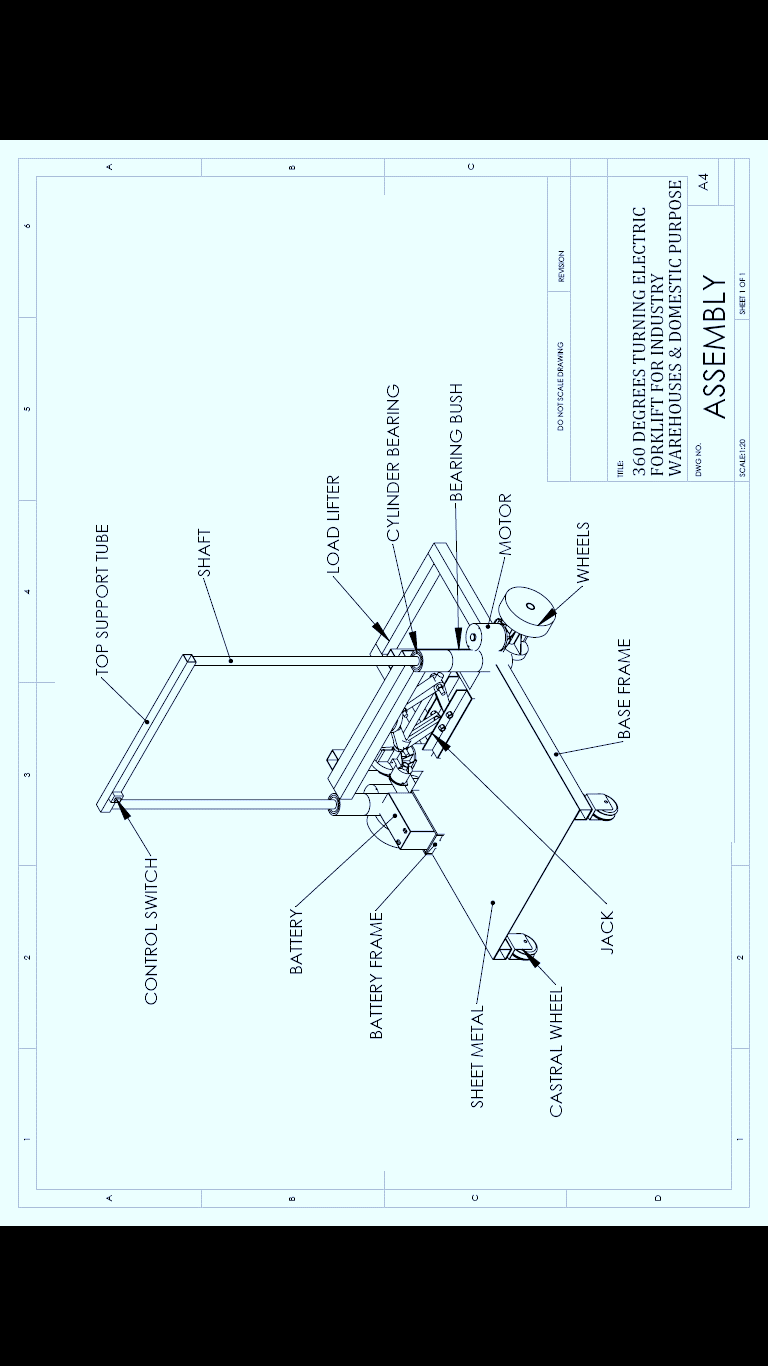 1
2
3
4
5
6
A
B
C
TOP SUPPORT TUBE
CONTROL SWITCH
SHAFT
BATTERY
LOAD LIFTER
BATTERY FRAME
CYLINDER BEARING
BEARING BUSH
SHEET METAL
MOTOR
CASTRAL WHEEL
WHEELS
JACK
BASE FRAME
DO NOT SCALE DRAWING
REVISION
TITLE:
360 DEGREES TURNING ELECTRIC
FORKLIFT FOR INDUSTRY
WAREHOUSES & DOMESTIC PURPOSE
DWG NO.
ASSEMBLY
A4
SCALE:1:20
SHEET 1 OF 1
A
B
C
D
1
2